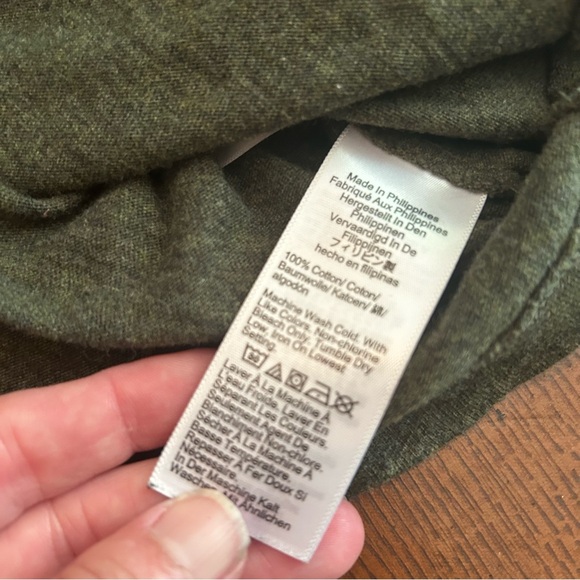 Made In Philippines
Fabriqué Aux Philippines
Hergestellt In Den
Philippinen
Vervaardigd In De
Filippijnen
フィリピン製
hecho en filipinas
100% Cotton/ Coton/
Baumwolle/ Katoen/ 綿/
algodón
Machine Wash Cold. With
Like Colors. Non-chlorine
Bleach Only. Tumble Dry
Low. Iron On Lowest
Setting.
Laver À La Machine À
L'eau Froide. Laver En
Séparant Les Couleurs.
Seulement Agent De
Blanchiment Non-chlore.
Sécher À La Machine À
Basse Température.
Repasser À Fer Doux Si
Nécessaire.
In Der Maschine Kalt
Waschen Mit Ähnlichen